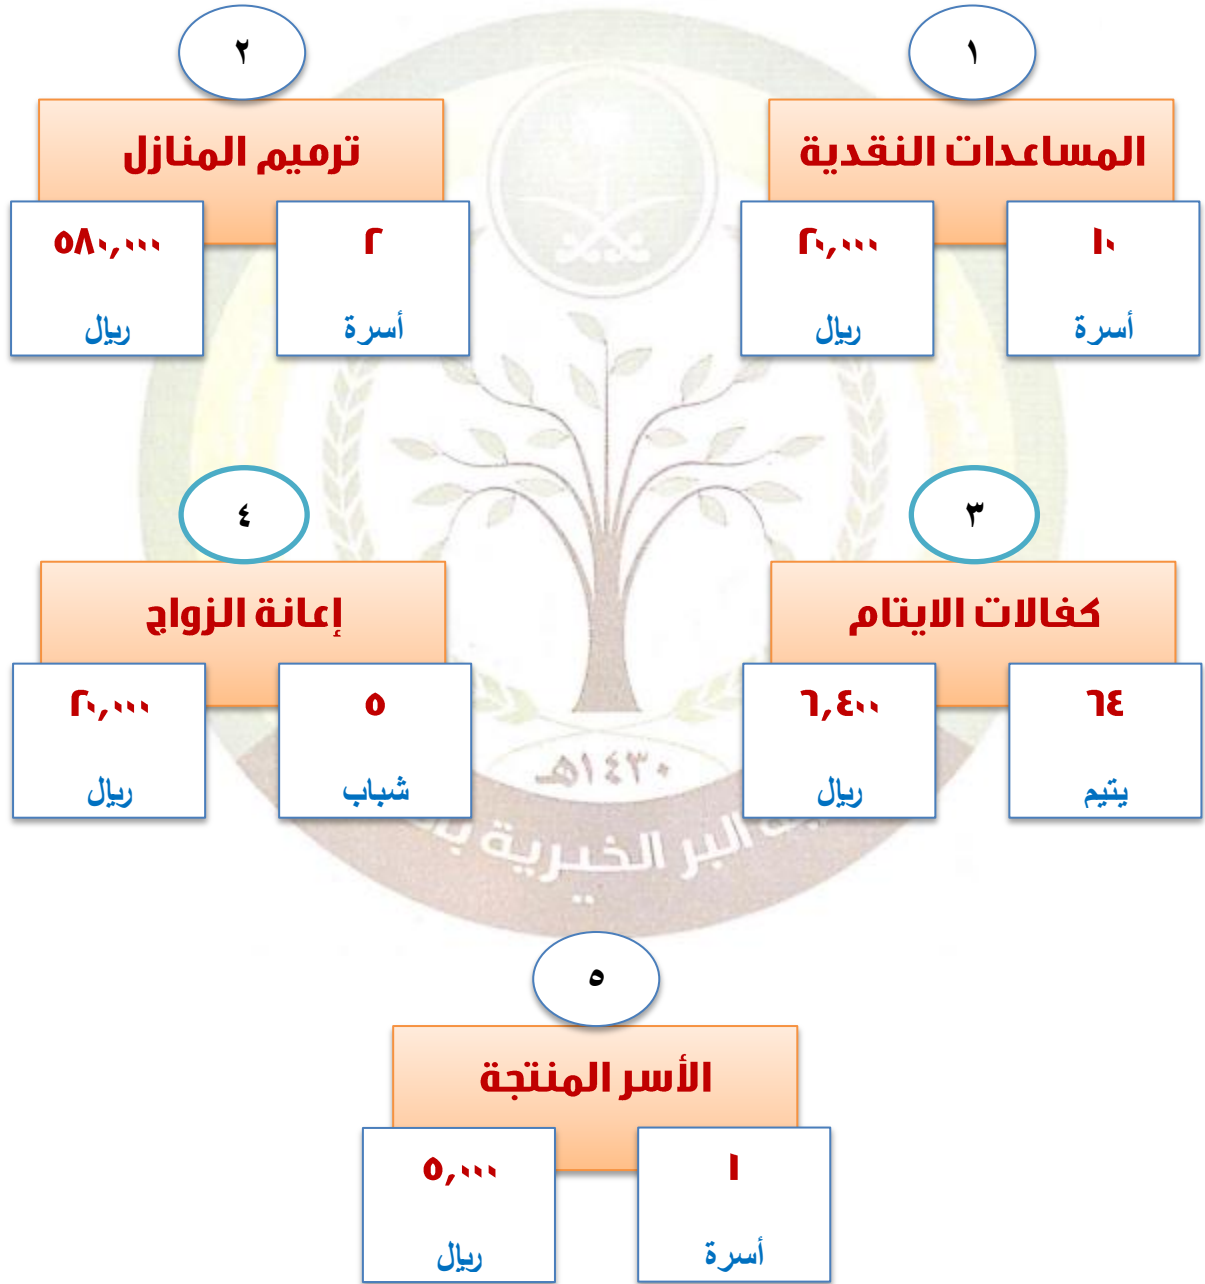 ١
المساعدات النقدية
١٠
أسرة
٢٠,٠٠٠
ريال
٢
ترميم المنازل
٢
أسرة
٥٨٠,٠٠٠
ريال
٣
كفالات الايتام
٦٤
يتيم
٦,٤٠٠
ريال
٤
إعانة الزواج
٥
شباب
٢٠,٠٠٠
ريال
١٤٣٠هـ
البر الخيرية
٥
الأسر المنتجة
١
أسرة
٥,٠٠٠
ريال